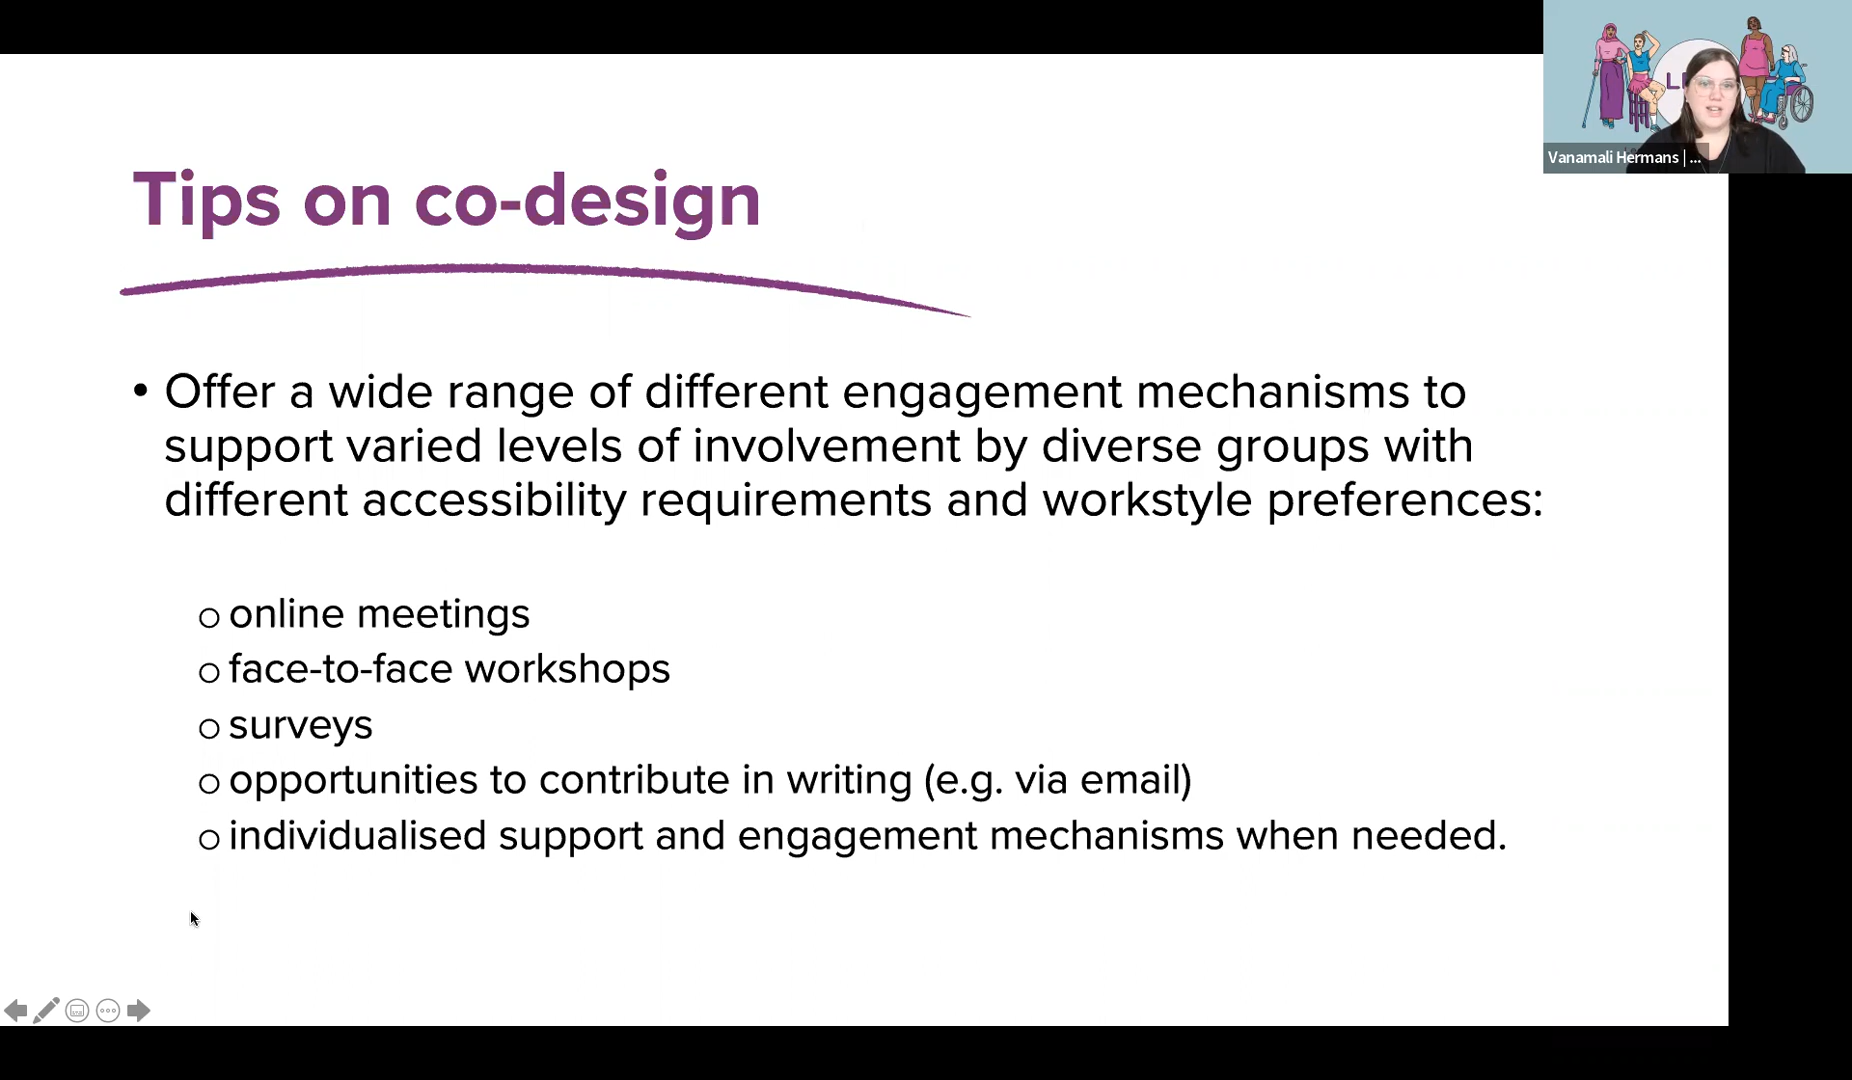 Vanamali Hermans | ...
Tips on co-design
• Offer a wide range of different engagement mechanisms to
support varied levels of involvement by diverse groups with
different accessibility requirements and workstyle preferences:
o online meetings
o face-to-face workshops
o surveys
o opportunities to contribute in writing (e.g. via email)
o individualised support and engagement mechanisms when needed.